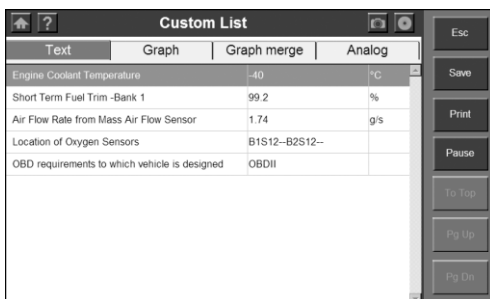 ? Custom List
Text Graph Graph merge Analog
Engine Coolant Temperature -40 °C
Short Term Fuel Trim -Bank 1 99.2 %
Air Flow Rate from Mass Air Flow Sensor 1.74 g/s
Location of Oxygen Sensors B1S12--B2S12--
OBD requirements to which vehicle is designed OBDII
Esc
Save
Print
Pause
To Top
Pg Up
Pg Dn